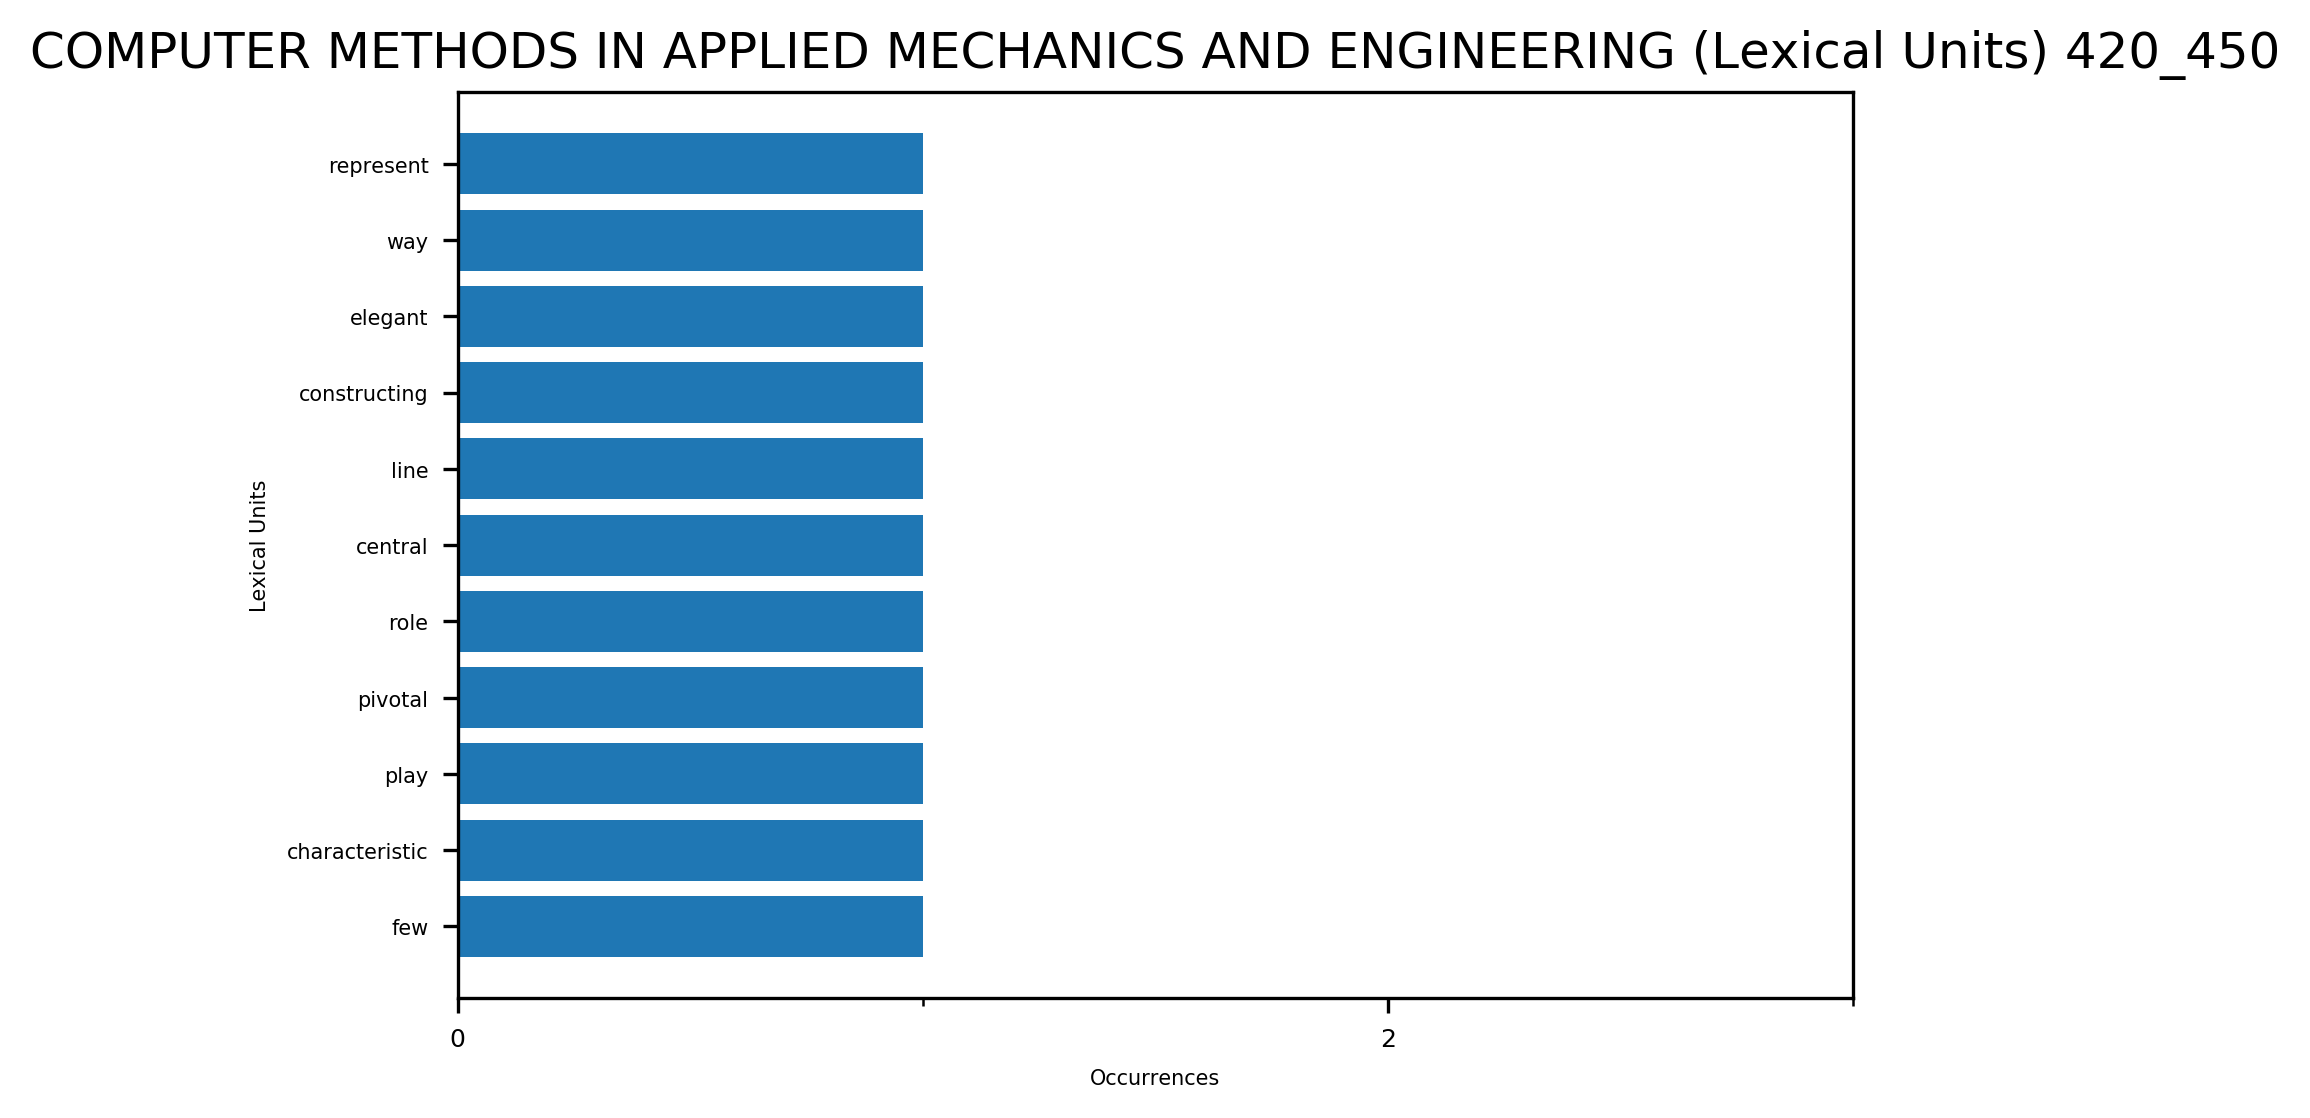 COMPUTER METHODS IN APPLIED MECHANICS AND ENGINEERING (Lexical Units) 420_450
represent
way
elegant
constructing
line
central
role
pivotal
play
characteristic
few
Lexical Units
0
2
Occurrences